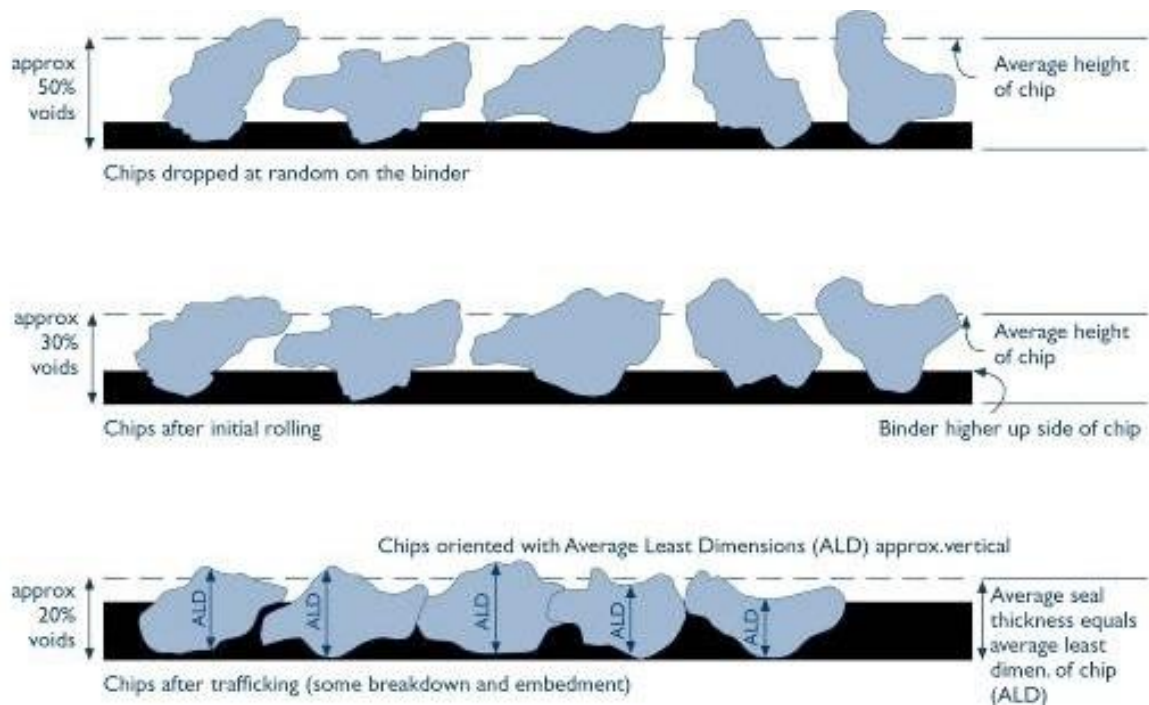 approx
50%
voids
Average height
of chip
Chips dropped at random on the binder
approx
30%
voids
Average height
of chip
Chips after initial rolling
Binder higher up side of chip
Chips oriented with Average Least Dimensions (ALD) approx.vertical
approx
20%
voids
ALD
ALD
ALD
ALD
ALD
Average seal
thickness equals
average least
dimen. of chip
(ALD)
Chips after trafficking (some breakdown and embedment)